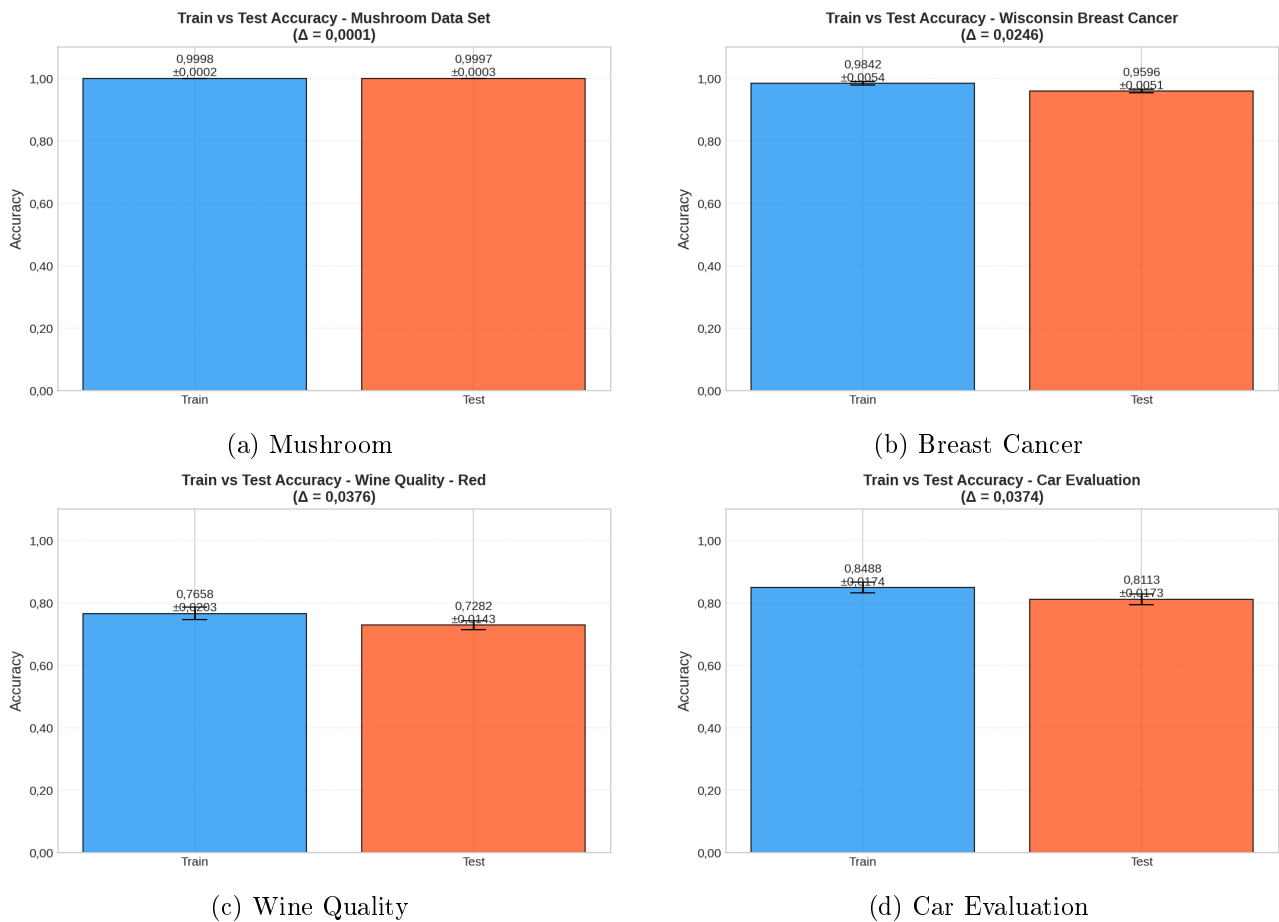 Train vs Test Accuracy - Mushroom Data Set
(Δ = 0,0001)
0,9998
±0,0002
0,9997
±0,0003
1,00
0,80
0,60
0,40
0,20
0,00
Accuracy
Train
Test
(a) Mushroom
Train vs Test Accuracy - Wisconsin Breast Cancer
(Δ = 0,0246)
0,9842
±0,0054
0,9596
±0,0051
1,00
0,80
0,60
0,40
0,20
0,00
Accuracy
Train
Test
(b) Breast Cancer
Train vs Test Accuracy - Wine Quality - Red
(Δ = 0,0376)
0,7658
±0,0203
0,7282
±0,0143
1,00
0,80
0,60
0,40
0,20
0,00
Accuracy
Train
Test
(c) Wine Quality
Train vs Test Accuracy - Car Evaluation
(Δ = 0,0374)
0,8488
±0,0174
0,8113
±0,0173
1,00
0,80
0,60
0,40
0,20
0,00
Accuracy
Train
Test
(d) Car Evaluation